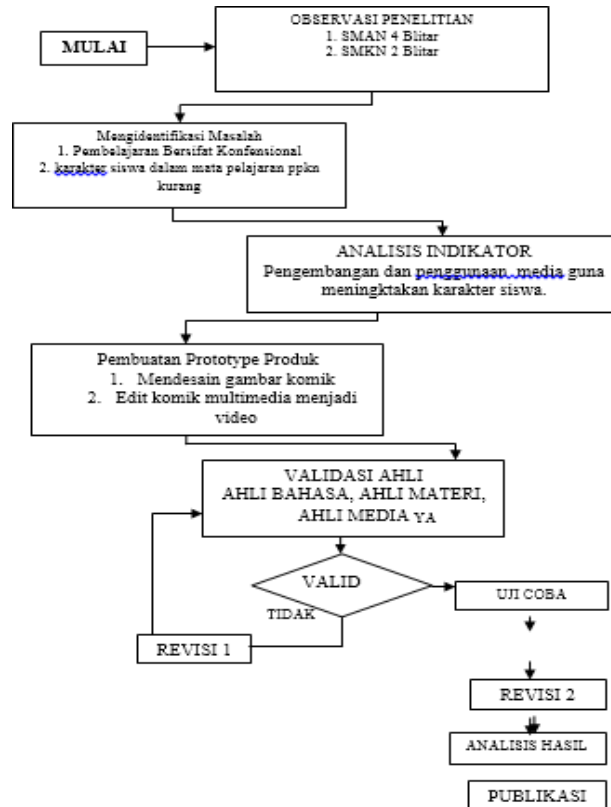 OBSERVASI PENELITIAN
1. SMAN 4 Blitar
2. SMKN 2 Blitar
MULAI
Mengidentifikasi Masalah
1. Pembelajaran Bersifat Konfensional
2. karakter siswa dalam mata pelajaran ppkn
kurang
ANALISIS INDIKATOR
Pengembangan dan penggunaan media guna
meningktakan karakter siswa.
Pembuatan Prototype Produk
1. Mendesain gambar komik
2. Edit komik multimedia menjadi
video
VALIDASI AHLI
AHLI BAHASA, AHLI MATERI,
AHLI MEDIA YA
VALID
UJI COBA
TIDAK
REVISI 1
REVISI 2
ANALISIS HASIL
PUBLIKASI